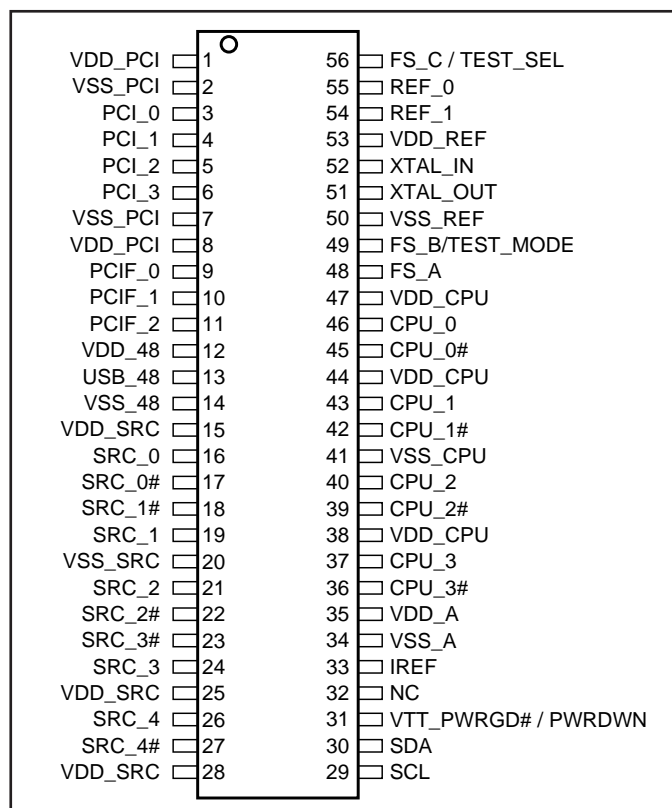 VDD_PCI 1 56 FS_C / TEST_SEL
VSS_PCI 2 55 REF_0
PCI_0 3 54 REF_1
PCI_1 4 53 VDD_REF
PCI_2 5 52 XTAL_IN
PCI_3 6 51 XTAL_OUT
VSS_PCI 7 50 VSS_REF
VDD_PCI 8 49 FS_B/TEST_MODE
PCIF_0 9 48 FS_A
PCIF_1 10 47 VDD_CPU
PCIF_2 11 46 CPU_0
VDD_48 12 45 CPU_0#
USB_48 13 44 VDD_CPU
VSS_48 14 43 CPU_1
VDD_SRC 15 42 CPU_1#
SRC_0 16 41 VSS_CPU
SRC_0# 17 40 CPU_2
SRC_1# 18 39 CPU_2#
SRC_1 19 38 VDD_CPU
VSS_SRC 20 37 CPU_3
SRC_2 21 36 CPU_3#
SRC_2# 22 35 VDD_A
SRC_3# 23 34 VSS_A
SRC_3 24 33 IREF
VDD_SRC 25 32 NC
SRC_4 26 31 VTT_PWRGD# / PWRDWN
SRC_4# 27 30 SDA
VDD_SRC 28 29 SCL